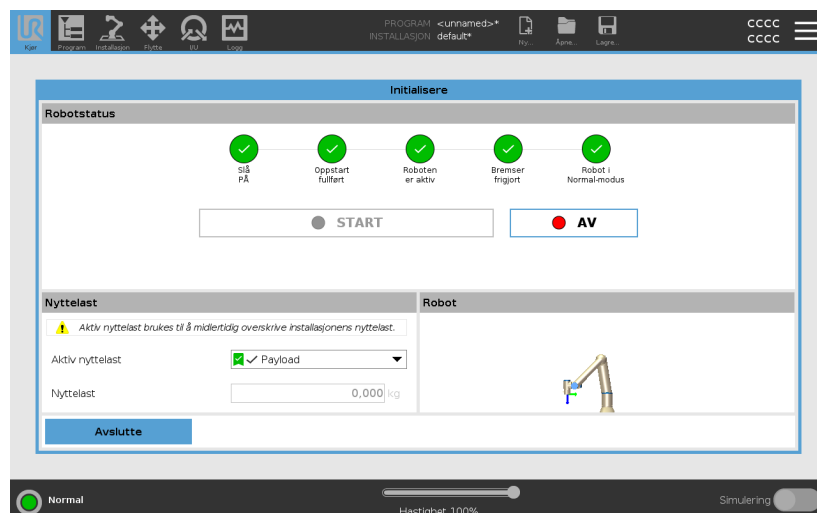 UR
Kjør
Program
Installasjon
Flytte
I/U
Logg
PROGRAM <unnamed>*
INSTALLASJON default*
Ny...
Åpne...
Lagre...
CCCC
CCCC
Initialisere
Robotstatus
Slå
PÅ
Oppstart
fullført
Roboten
er aktiv
Bremser
frigjort
Robot i
Normal-modus
START
AV
Nyttelast
Robot
Aktiv nyttelast brukes til å midlertidig overskrive installasjonens nyttelast.
Aktiv nyttelast
Payload
Nyttelast
0,000 kg
Avslutte
Normal
Hastighet 100%
Simulering